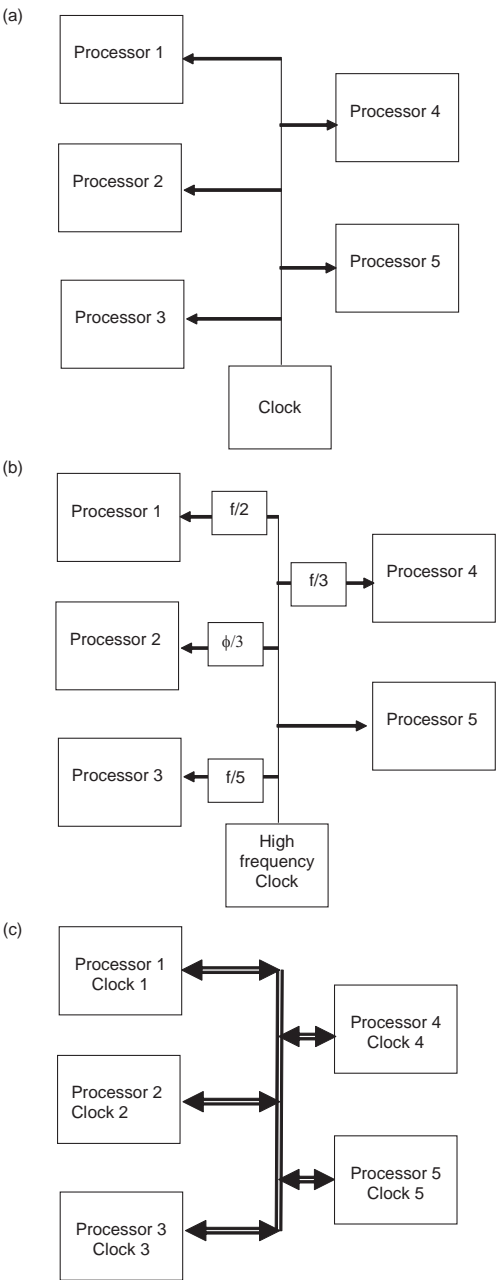 (a)
Processor 1
Processor 4
Processor 2
Processor 5
Processor 3
Clock
(b)
Processor 1
f/2
f/3
Processor 4
Processor 2
ϕ/3
Processor 5
Processor 3
f/5
High
frequency
Clock
(c)
Processor 1
Clock 1
Processor 4
Clock 4
Processor 2
Clock 2
Processor 5
Clock 5
Processor 3
Clock 3